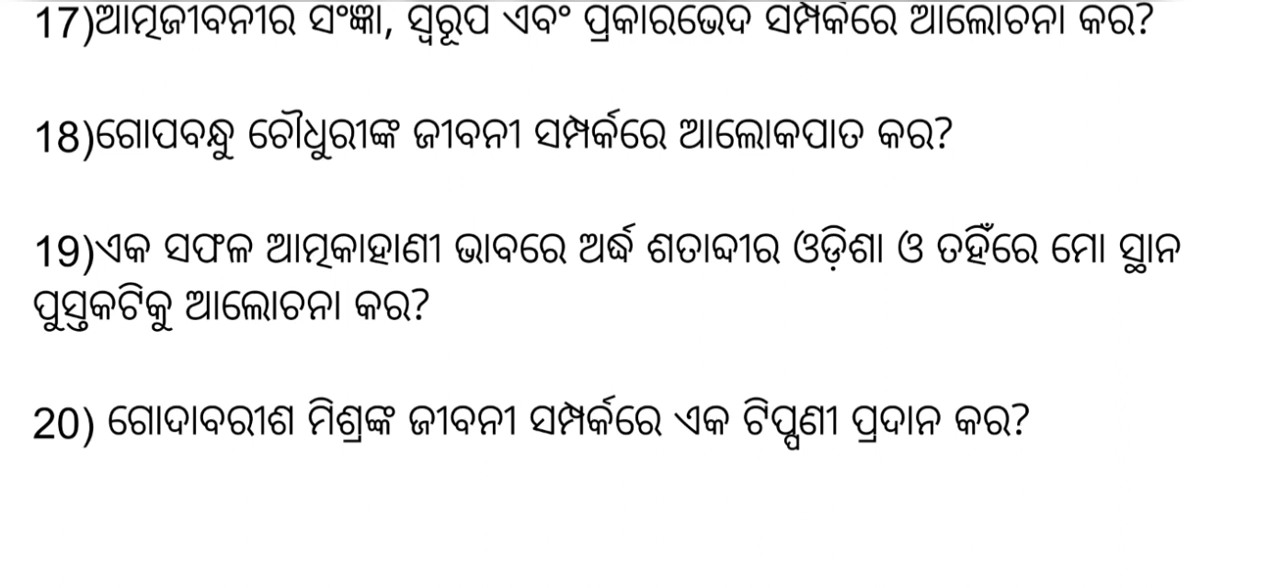 17)ଆତ୍ମଜୀବନୀର ସଂଜ୍ଞା, ସ୍ୱରୂପ ଏବଂ ପ୍ରକାରଭେଦ ସମ୍ପର୍କରେ ଆଲୋଚନା କର?
18)ଗୋପବନ୍ଧୁ ଚୌଧୁରୀଙ୍କ ଜୀବନୀ ସମ୍ପର୍କରେ ଆଲୋକପାତ କର?
19)ଏକ ସଫଳ ଆତ୍ମକାହାଣୀ ଭାବରେ ଅର୍ଦ୍ଧ ଶତାବ୍ଦୀର ଓଡ଼ିଶା ଓ ତହିଁରେ ମୋ ସ୍ଥାନ
ପୁସ୍ତକଟିକୁ ଆଲୋଚନା କର?
20) ଗୋଦାବରୀଶ ମିଶ୍ରଙ୍କ ଜୀବନୀ ସମ୍ପର୍କରେ ଏକ ଟିପ୍ପଣୀ ପ୍ରଦାନ କର?